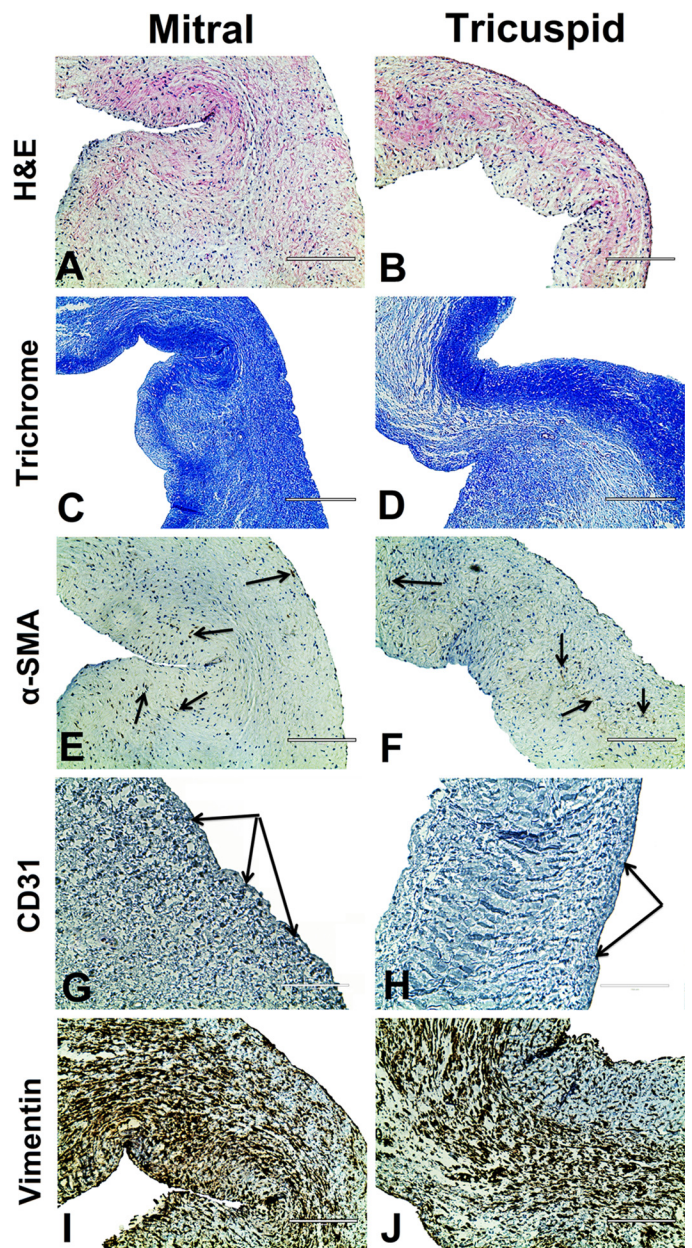 Mitral Tricuspid
H&E
A B
Trichrome
C D
α-SMA
E F
CD31
G H
Vimentin
I J